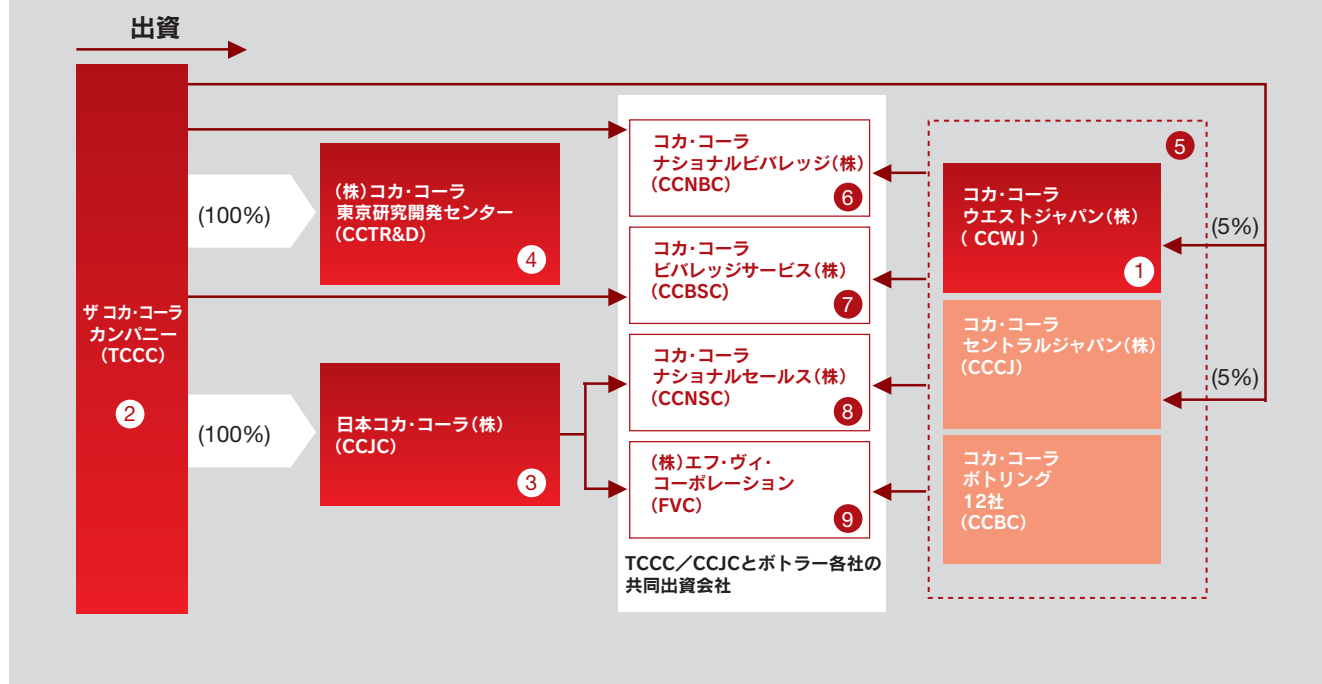 出資
ザ コカ・コーラ
カンパニー
(TCCC)
2
(100%)
(株)コカ・コーラ
東京研究開発センター
(CCTR&D)
4
(100%)
日本コカ・コーラ(株)
(CCJC)
3
コカ・コーラ
ナショナルビバレッジ(株)
(CCNBC)
6
コカ・コーラ
ビバレッジサービス(株)
(CCBSC)
7
コカ・コーラ
ナショナルセールス(株)
(CCNSC)
8
(株)エフ・ヴィ・
コーポレーション
(FVC)
9
TCCC/CCJCとボトラー各社の
共同出資会社
5
コカ・コーラ
ウエストジャパン(株)
( CCWJ )
1
(5%)
コカ・コーラ
セントラルジャパン(株)
(CCCJ)
(5%)
コカ・コーラ
ボトリング
12社
(CCBC)